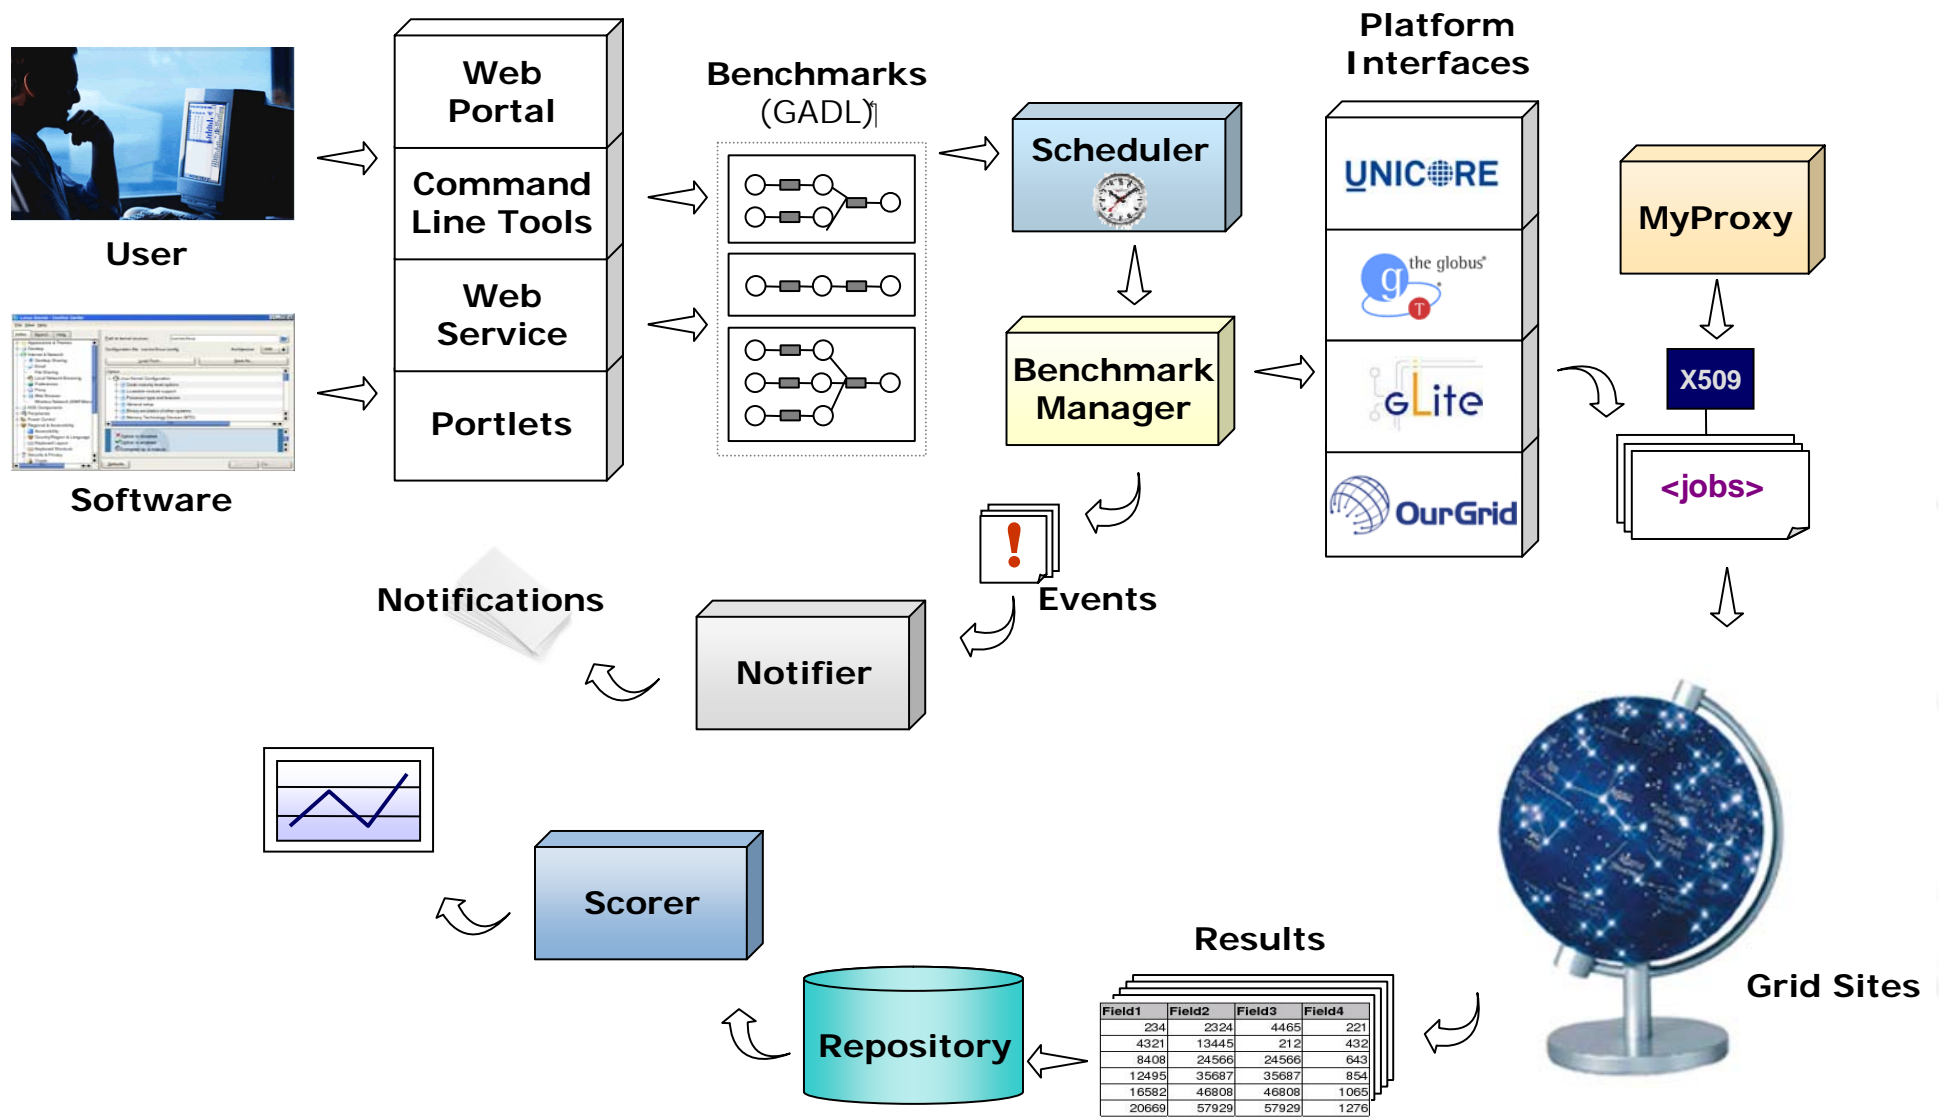 Web
Portal
Command
Line Tools
Web
Service
Portlets
User
Software
Benchmarks
(GADL)
Scheduler
Benchmark
Manager
Platform
Interfaces
UNICORE
the globus
g
T
gLite
OurGrid
MyProxy
X509
<jobs>
!
Events
Notifications
Notifier
Scorer
Repository
Results
Field1 Field2 Field3 Field4
234 2324 4465 221
4321 13445 212 432
8408 24566 24566 643
12495 35687 35687 854
16582 46808 46808 1065
20669 57929 57929 1276
Grid Sites